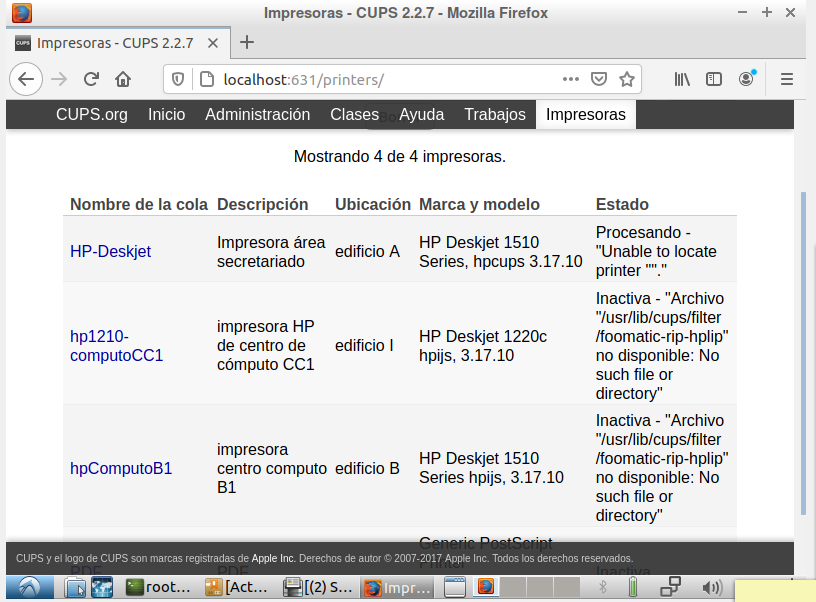 Impresoras - CUPS 2.2.7 - Mozilla Firefox
CUPS Impresoras - CUPS 2.2.7
localhost:631/printers/
CUPS.org Inicio Administración Clases Ayuda Trabajos Impresoras
Mostrando 4 de 4 impresoras.
Nombre de la cola Descripción Ubicación Marca y modelo Estado
HP-Deskjet
Impresora área
secretariado
edificio A
HP Deskjet 1510
Series, hpcups 3.17.10
Procesando -
"Unable to locate
printer ""."
hp1210-
computoCC1
impresora HP
de centro de
cómputo CC1
edificio I
HP Deskjet 1220c
hpijs, 3.17.10
Inactiva - "Archivo
"/usr/lib/cups/filter
/foomatic-rip-hplip"
no disponible: No
such file or
directory"
hpComputoB1
impresora
centro computo
B1
edificio B
HP Deskjet 1510
Series hpijs, 3.17.10
Inactiva - "Archivo
"/usr/lib/cups/filter
/foomatic-rip-hplip"
no disponible: No
such file or
directory"
PDF
PDF
Generic PostScript
Printer
Inactiva
CUPS y el logo de CUPS son marcas registradas de Apple Inc. Derechos de autor © 2007-2017 Apple Inc. Todos los derechos reservados.
root... [Act... [(2) S... Impr...